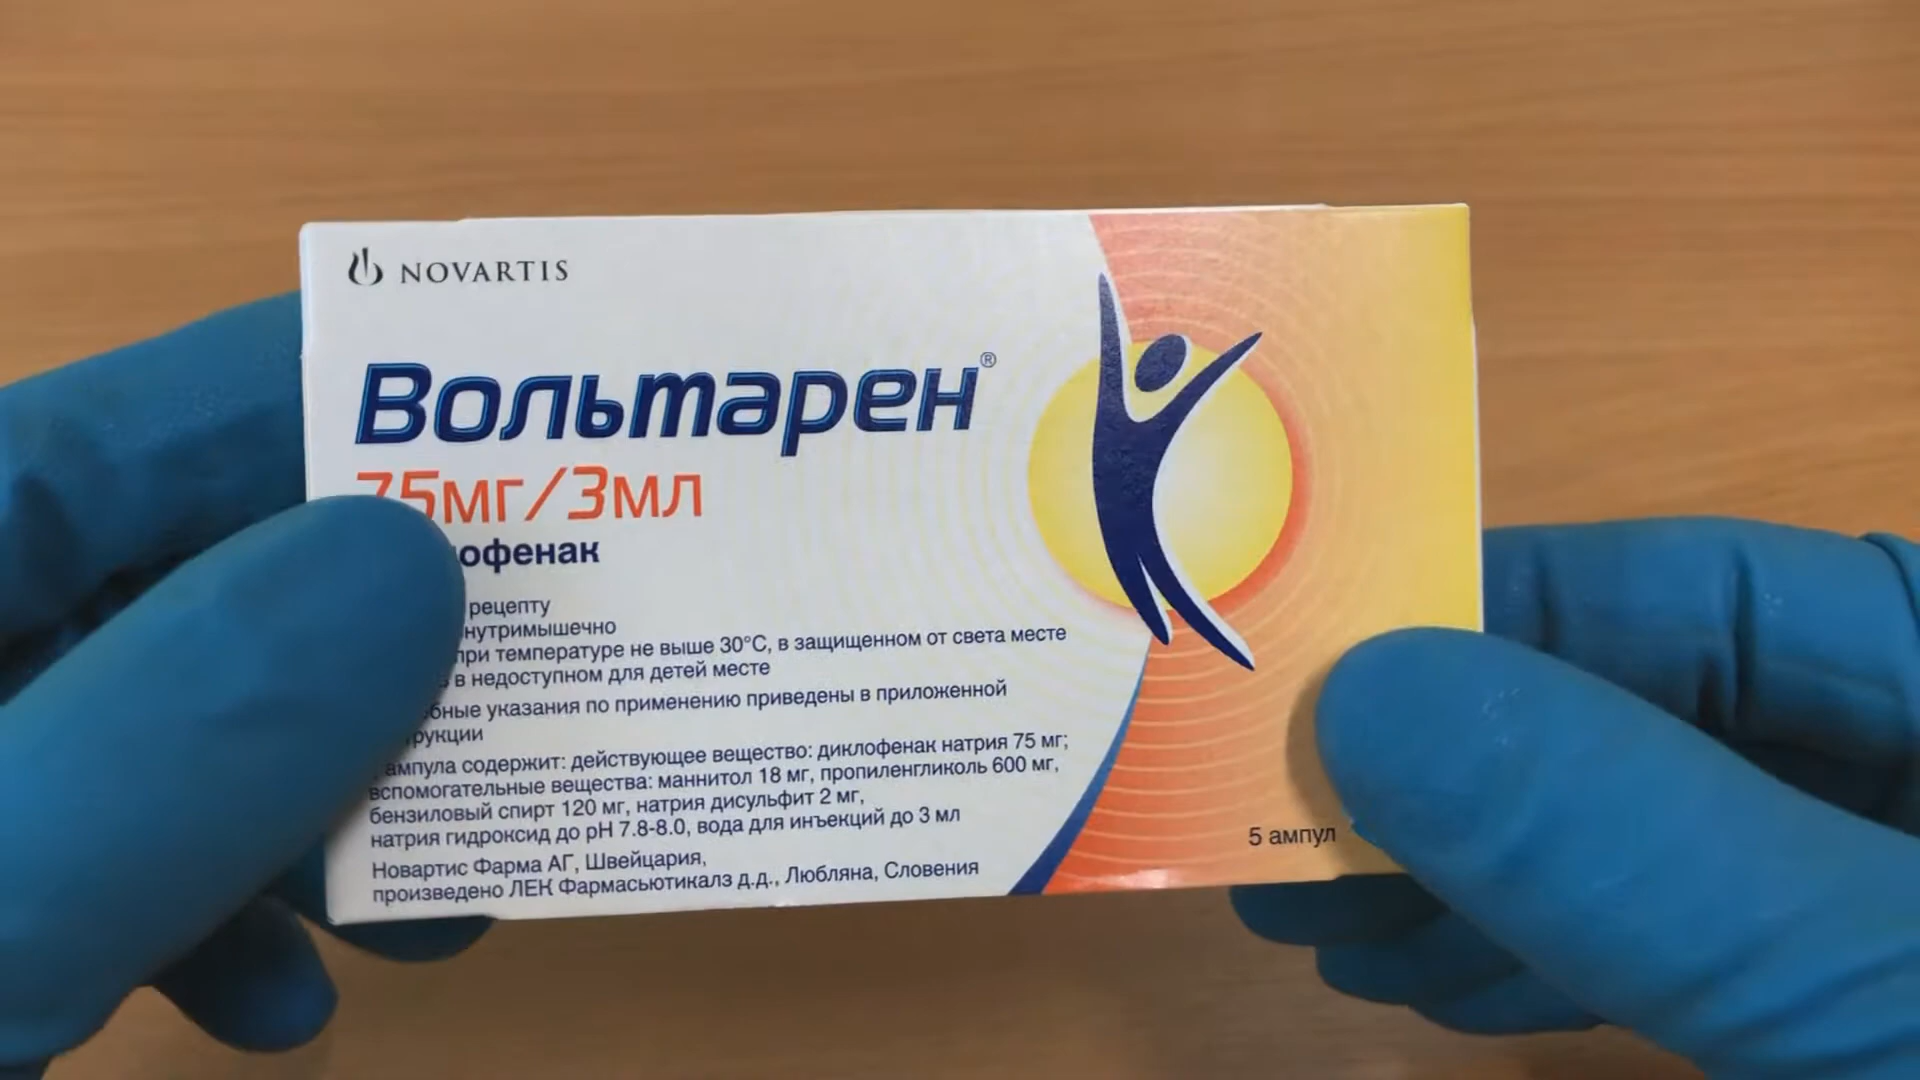 NOVARTIS
Вольтарен®
75мг/3мл
офенак
рецепту
нутримышечно
при температуре не выше 30°C, в защищенном от света месте
в недоступном для детей месте
бные указания по применению приведены в приложенной
рукции
ампула содержит: действующее вещество: диклофенак натрия 75 мг;
вспомогательные вещества: маннитол 18 мг, пропиленгликоль 600 мг,
бензиловый спирт 120 мг, натрия дисульфит 2 мг,
натрия гидроксид до pH 7.8-8.0, вода для инъекций до 3 мл
Новартис Фарма АГ, Швейцария,
произведено ЛЕК Фармасьютикалз д.д., Любляна, Словения
5 ампул